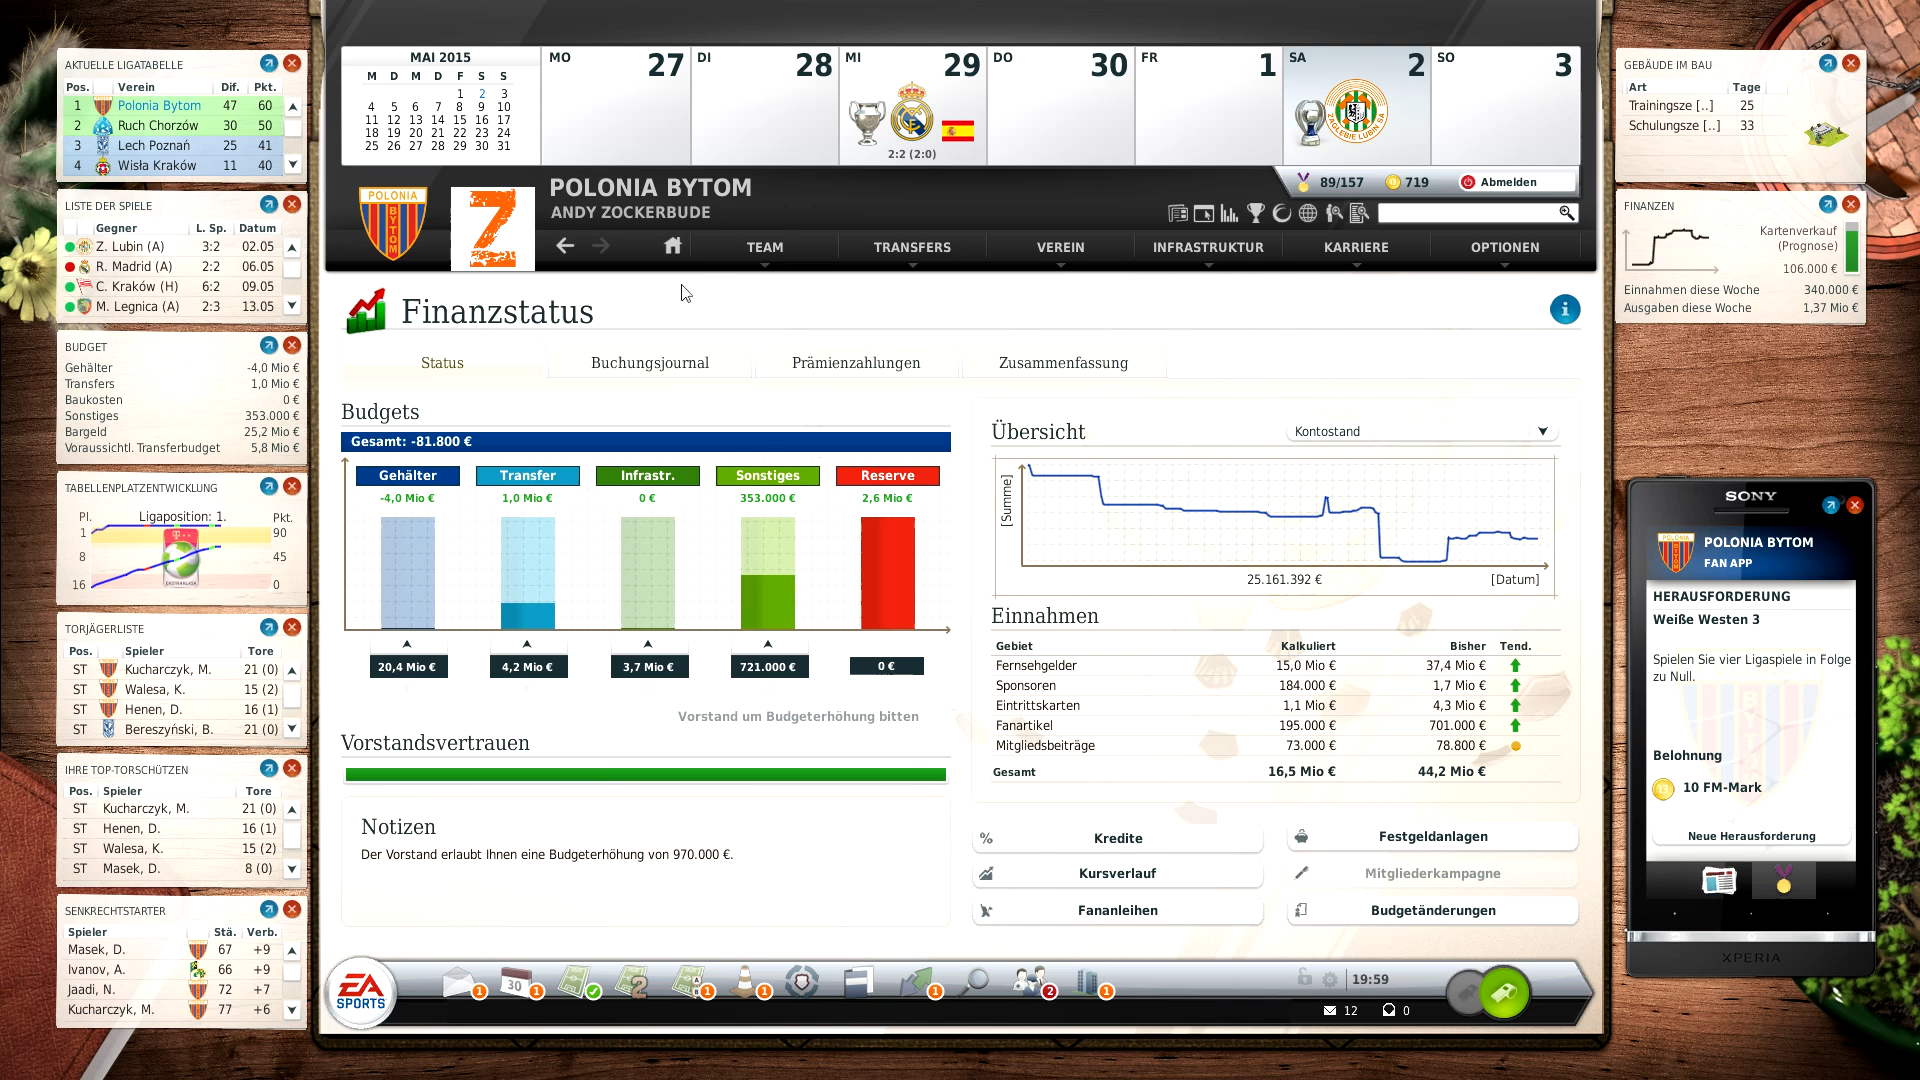 AKTUELLE LIGATABELLE
Pos. Verein Dif. Pkt.
1 Polonia Bytom 47 60
2 Ruch Chorzów 30 50
3 Lech Poznań 25 41
4 Wisła Kraków 11 40
LISTE DER SPIELE
Gegner L. Sp. Datum
Z. Lubin (A) 3:2 02.05
R. Madrid (A) 2:2 06.05
C. Kraków (H) 6:2 09.05
M. Legnica (A) 2:3 13.05
BUDGET
Gehälter -4,0 Mio €
Transfers 1,0 Mio €
Baukosten 0 €
Sonstiges 353.000 €
Bargeld 25,2 Mio €
Voraussichtl. Transferbudget 5,8 Mio €
TABELLENPLATZENTWICKLUNG
Pl. Ligaposition: 1. Pkt.
1 90
8 45
16 0
TORJÄGERLISTE
Pos. Spieler Tore
ST Kucharczyk, M. 21 (0)
ST Walesa, K. 15 (2)
ST Henen, D. 16 (1)
ST Bereszyński, B. 21 (0)
IHRE TOP-TORSCHÜTZEN
Pos. Spieler Tore
ST Kucharczyk, M. 21 (0)
ST Henen, D. 16 (1)
ST Walesa, K. 15 (2)
ST Masek, D. 8 (0)
SENKRECHTSTARTER
Spieler Stä. Verb.
Masek, D. 67 +9
Ivanov, A. 66 +9
Jaadi, N. 72 +7
Kucharczyk, M. 77 +6
MAI 2015
M D M D F S S
1 2 3
4 5 6 7 8 9 10
11 12 13 14 15 16 17
18 19 20 21 22 23 24
25 26 27 28 29 30 31
MO 27
DI 28
MI 29
2:2 (2:0)
DO 30
FR 1
SA 2
ZAGŁĘBIE LUBIN SA
SO 3
POLONIA
BYTOM
Z
POLONIA BYTOM
ANDY ZOCKERBUDE
89/157 719 Abmelden
TEAM TRANSFERS VEREIN INFRASTRUKTUR KARRIERE OPTIONEN
Finanzstatus
Status Buchungsjournal Prämienzahlungen Zusammenfassung
Budgets
Gesamt: -81.800 €
Gehälter Transfer Infrastr. Sonstiges Reserve
-4,0 Mio € 1,0 Mio € 0 € 353.000 € 2,6 Mio €
20,4 Mio € 4,2 Mio € 3,7 Mio € 721.000 € 0 €
Vorstand um Budgeterhöhung bitten
Vorstandsvertrauen
Notizen
Der Vorstand erlaubt Ihnen eine Budgeterhöhung von 970.000 €.
Übersicht Kontostand
[Summe]
25.161.392 € [Datum]
Einnahmen
Gebiet Kalkuliert Bisher Tend.
Fernsehgelder 15,0 Mio € 37,4 Mio €
Sponsoren 184.000 € 1,7 Mio €
Eintrittskarten 1,1 Mio € 4,3 Mio €
Fanartikel 195.000 € 701.000 €
Mitgliedsbeiträge 73.000 € 78.800 €
Gesamt 16,5 Mio € 44,2 Mio €
% Kredite Festgeldanlagen
Kursverlauf Mitgliederkampagne
Fananleihen Budgetänderungen
EA SPORTS
1 30 1 2 1 1 1 2 1
19:59
12 0
GEBÄUDE IM BAU
Art Tage
Trainingsze [..] 25
Schulungsze [..] 33
FINANZEN
Kartenverkauf
(Prognose)
106.000 €
Einnahmen diese Woche 340.000 €
Ausgaben diese Woche 1,37 Mio €
SONY
POLONIA BYTOM
FAN APP
HERAUSFORDERUNG
Weiße Westen 3
Spielen Sie vier Ligaspiele in Folge
zu Null.
Belohnung
10 FM-Mark
Neue Herausforderung
XPERIA